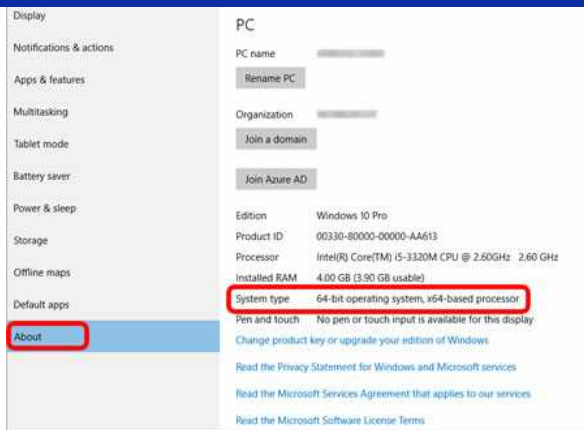 Display
Notifications & actions
Apps & features
Multitasking
Tablet mode
Battery saver
Power & sleep
Storage
Offline maps
Default apps
About
PC
PC name
Rename PC
Organization
Join a domain
Join Azure AD
Edition Windows 10 Pro
Product ID 00330-80000-00000-AA613
Processor Intel(R) Core(TM) i5-3320M CPU @ 2.60GHz 2.60 GHz
Installed RAM 4.00 GB (3.90 GB usable)
System type 64-bit operating system, x64-based processor
Pen and touch No pen or touch input is available for this display
Change product key or upgrade your edition of Windows
Read the Privacy Statement for Windows and Microsoft services
Read the Microsoft Services Agreement that applies to our services
Read the Microsoft Software License Terms